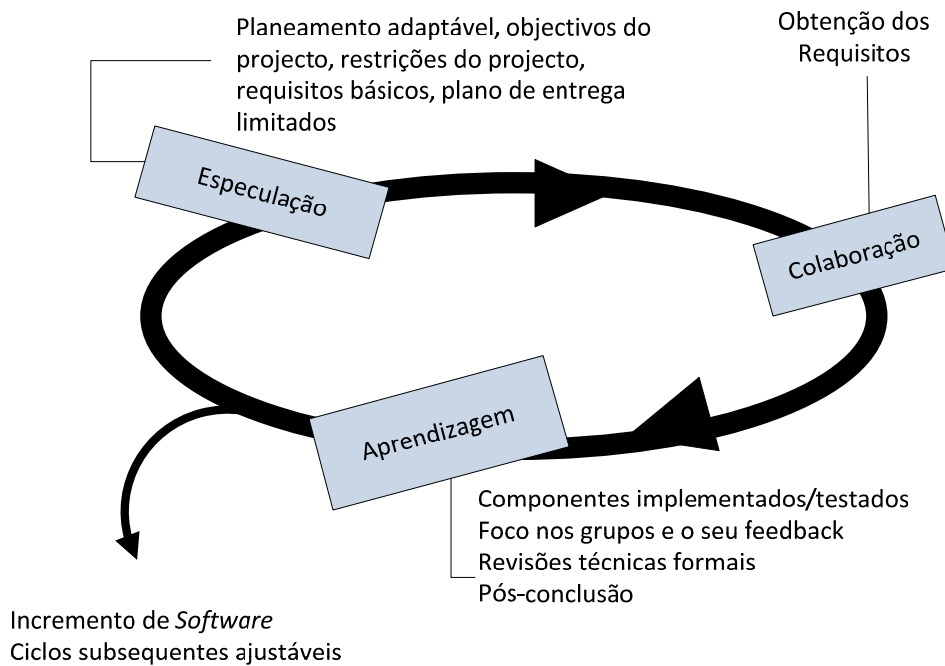 Planeamento adaptável, objectivos do
projecto, restrições do projecto,
requisitos básicos, plano de entrega
limitados
Obtenção dos
Requisitos
Especulação
Colaboração
Aprendizagem
Componentes implementados/testados
Foco nos grupos e o seu feedback
Revisões técnicas formais
Pós-conclusão
Incremento de Software
Ciclos subsequentes ajustáveis